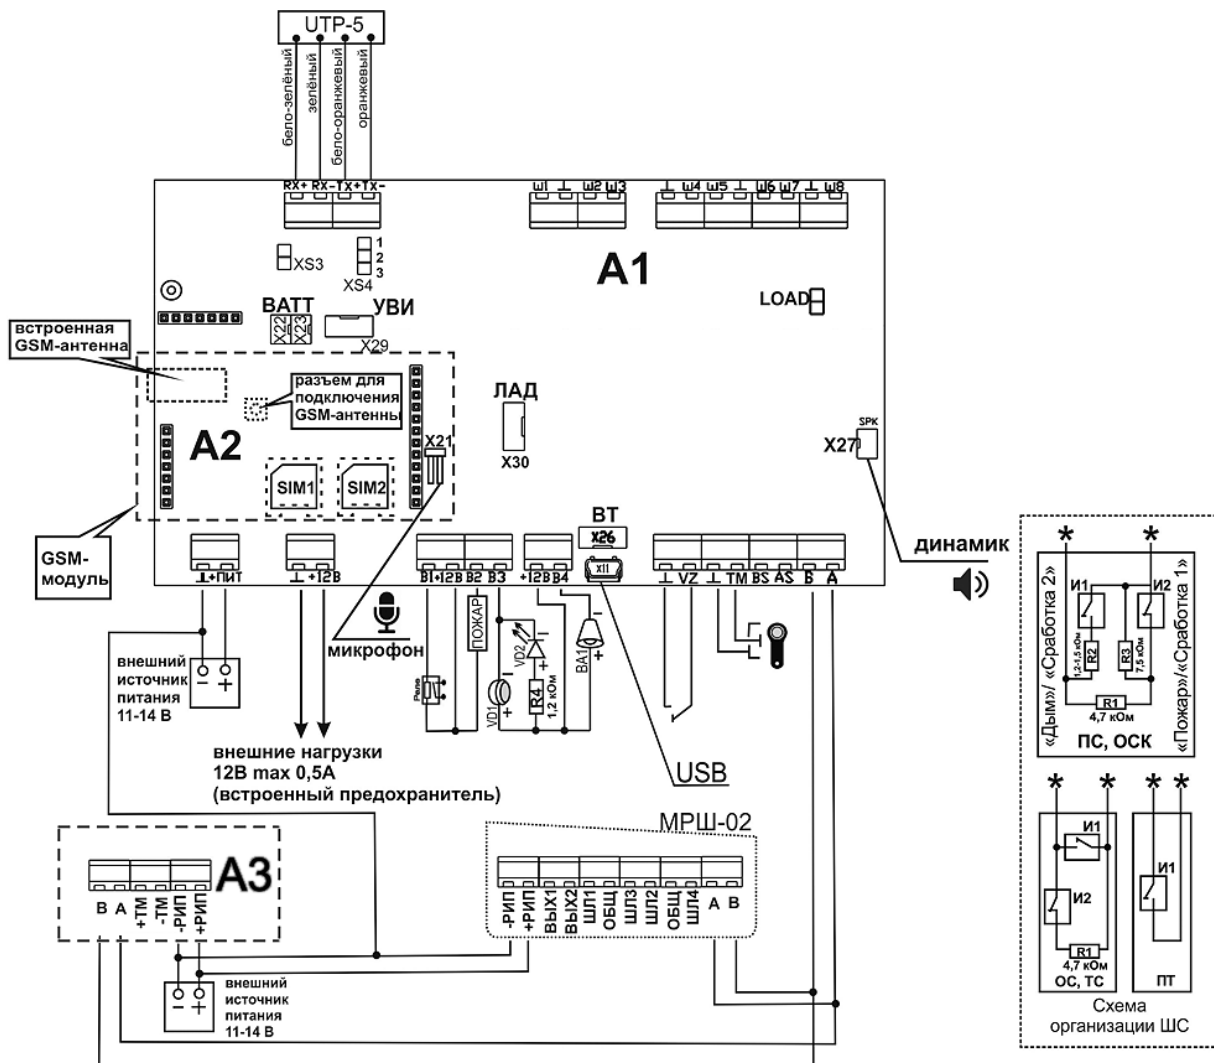 UTP-5
бело-зелёный
зелёный
бело-оранжевый
оранжевый
RX+ RX- TX+ TX-
Ш1 ⊥ Ш2 Ш3
⊥ Ш4 Ш5 ⊥ Ш6 Ш7 ⊥ Ш8
XS3
1
2
3
XS4
A1
LOAD
BATT
X22
X23
УВИ
X29
встроенная
GSM-антенна
разъем для
подключения
GSM-антенны
A2
X21
SIM1
SIM2
ЛАД
X30
SPK
X27
GSM-
модуль
BT
X26
X11
динамик
⊥ +ПИТ
⊥ +12В
В1 +12В В2 В3
+12В В4
⊥ VZ ⊥ TM BS AS B A
микрофон
внешний
источник
питания
11-14 В
- +
Реле
ПОЖАР
VD1
- +
VD2
- +
R4
1,2 кОм
BA1
- +
внешние нагрузки
12В max 0,5А
(встроенный предохранитель)
USB
МРШ-02
A3
В
А
+ТМ
-ТМ
-РИП
+РИП
-РИП
+РИП
ВЫХ1
ВЫХ2
ШЛ1
ОБЩ
ШЛ3
ШЛ2
ОБЩ
ШЛ4
А
В
- +
внешний
источник
питания
11-14 В
* *
«Дым»/ «Сработка 2»
И1
И2
R2
1,2-1,5 кОм
R3
7,5 кОм
R1
4,7 кОм
«Пожар»/«Сработка 1»
ПС, ОСК
* *
И1
И2
R1
4,7 кОм
ОС, ТС
* *
И1
ПТ
Схема
организации ШС